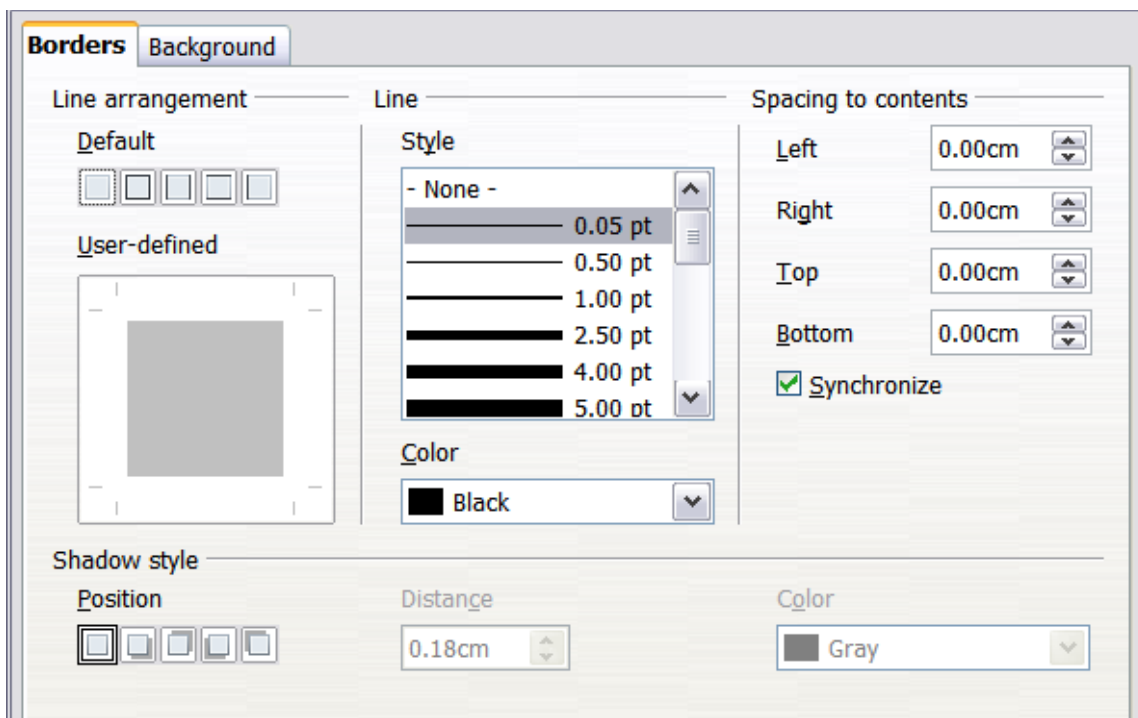 Borders Background
Line arrangement
Default
User-defined
Line
Style
- None -
0.05 pt
0.50 pt
1.00 pt
2.50 pt
4.00 pt
5.00 pt
Color
Black
Spacing to contents
Left 0.00cm
Right 0.00cm
Top 0.00cm
Bottom 0.00cm
Synchronize
Shadow style
Position
Distance
0.18cm
Color
Gray